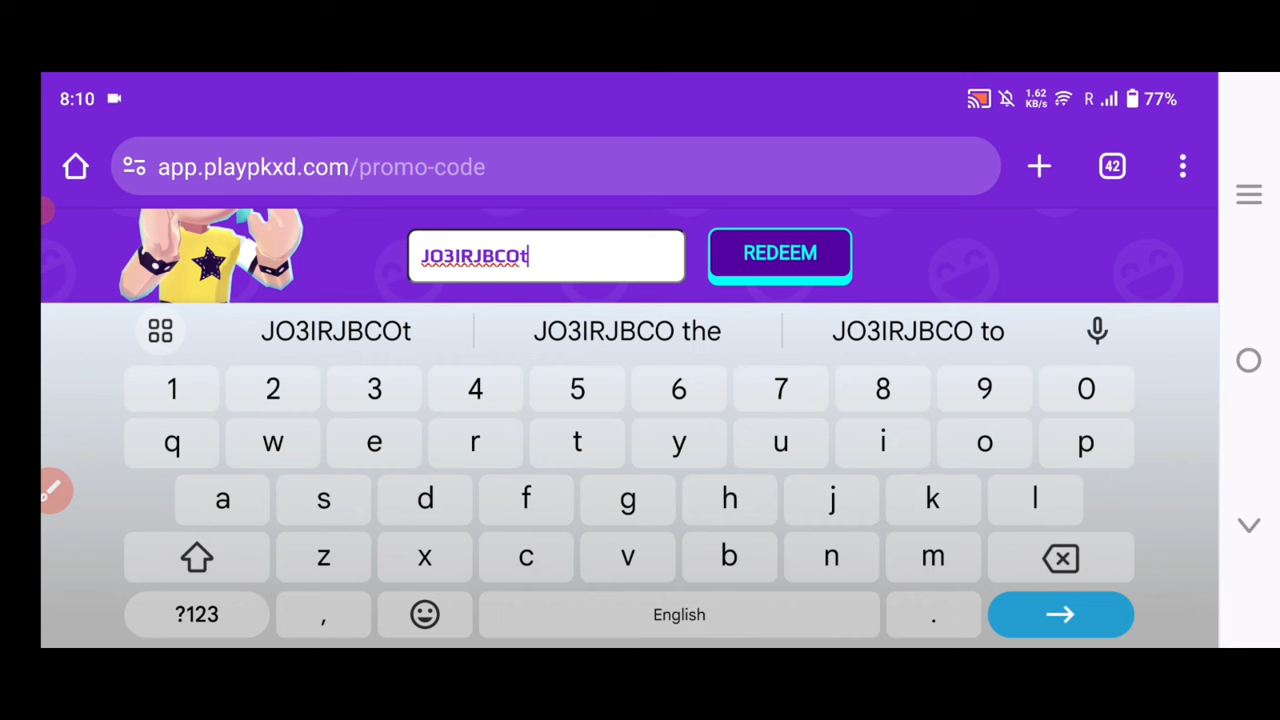 8:10 1.62 KB/s R 77%
app.playpkxd.com/promo-code 42
JO3IRJBCOt REDEEM
JO3IRJBCOt JO3IRJBCO the JO3IRJBCO to
1 2 3 4 5 6 7 8 9 0
q w e r t y u i o p
a s d f g h j k l
z x c v b n m
?123 , English .